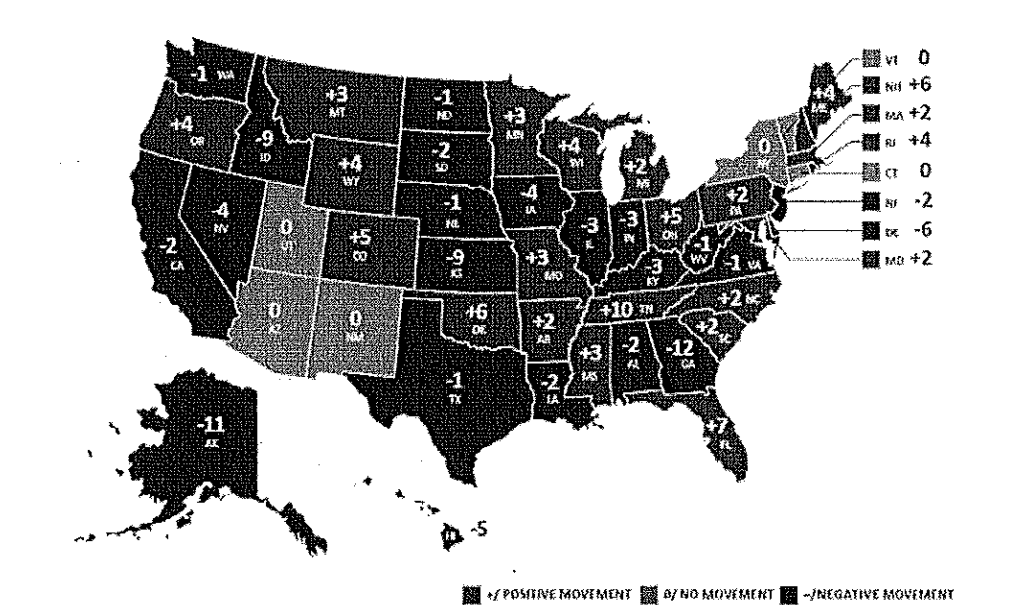 VT 0
NH +6
MA +2
RI +4
CT 0
NJ -2
DE -6
MD +2
-1 WA
+4
OR
-9
ID
+3
MT
+4
WY
-1
ND
-2
SD
-1
-9
KS
+3
MN
+4
WI
+2
MI
-4
IA
-3
IL
-3
IN
+5
OH
0
NY
+2
PA
+4
ME
-4
NV
-2
CA
0
UT
+5
CO
0
AZ
0
NM
+6
-1
TX
+3
MO
+2
AR
-2
LA
+3
MS
-2
AL
-12
GA
+10 TN
-3
KY
-1
WV
-1 VA
+2 NC
+2
SC
+7
FL
-11
AK
HI -5
+/ POSITIVE MOVEMENT 0/ NO MOVEMENT -/NEGATIVE MOVEMENT